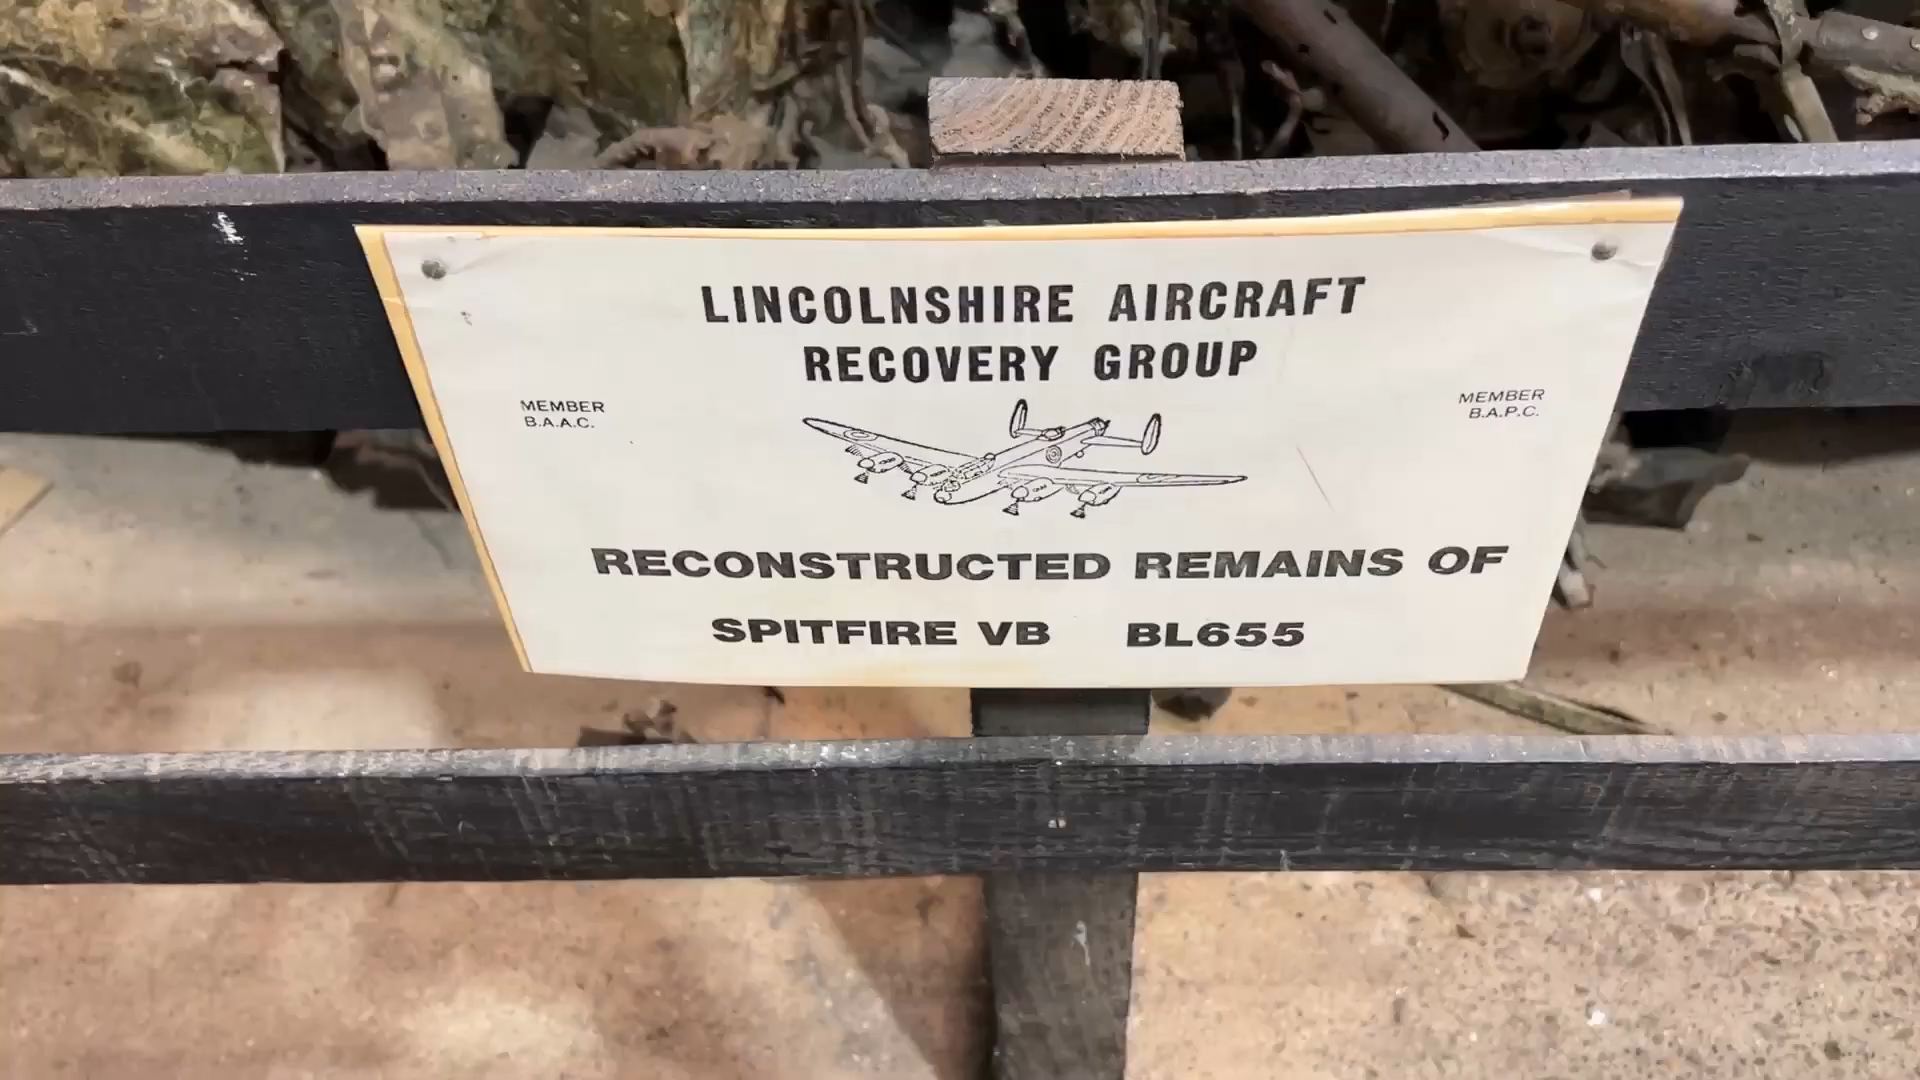 LINCOLNSHIRE AIRCRAFT
RECOVERY GROUP
MEMBER
B.A.A.C.
MEMBER
B.A.P.C.
RECONSTRUCTED REMAINS OF
SPITFIRE VB BL655